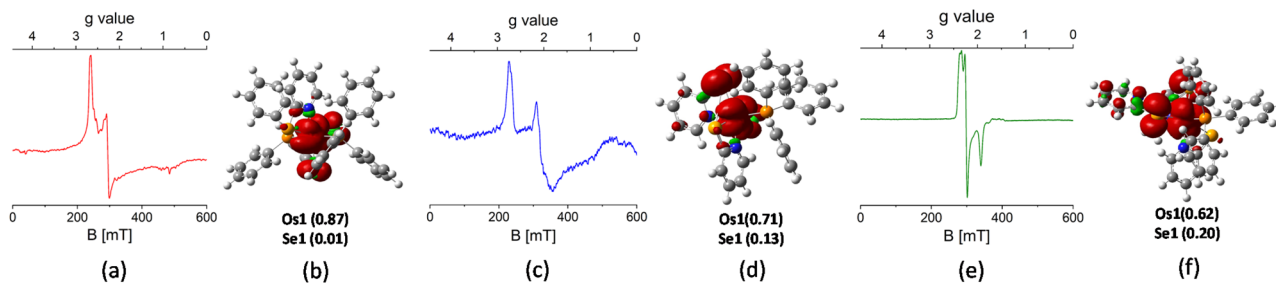 g value
4 3 2 1 0
0 200 400 600
B [mT]
(a)
Os1 (0.87)
Se1 (0.01)
(b)
g value
4 3 2 1 0
0 200 400 600
B [mT]
(c)
Os1(0.71)
Se1 (0.13)
(d)
g value
4 3 2 1 0
0 200 400 600
B [mT]
(e)
Os1(0.62)
Se1 (0.20)
(f)